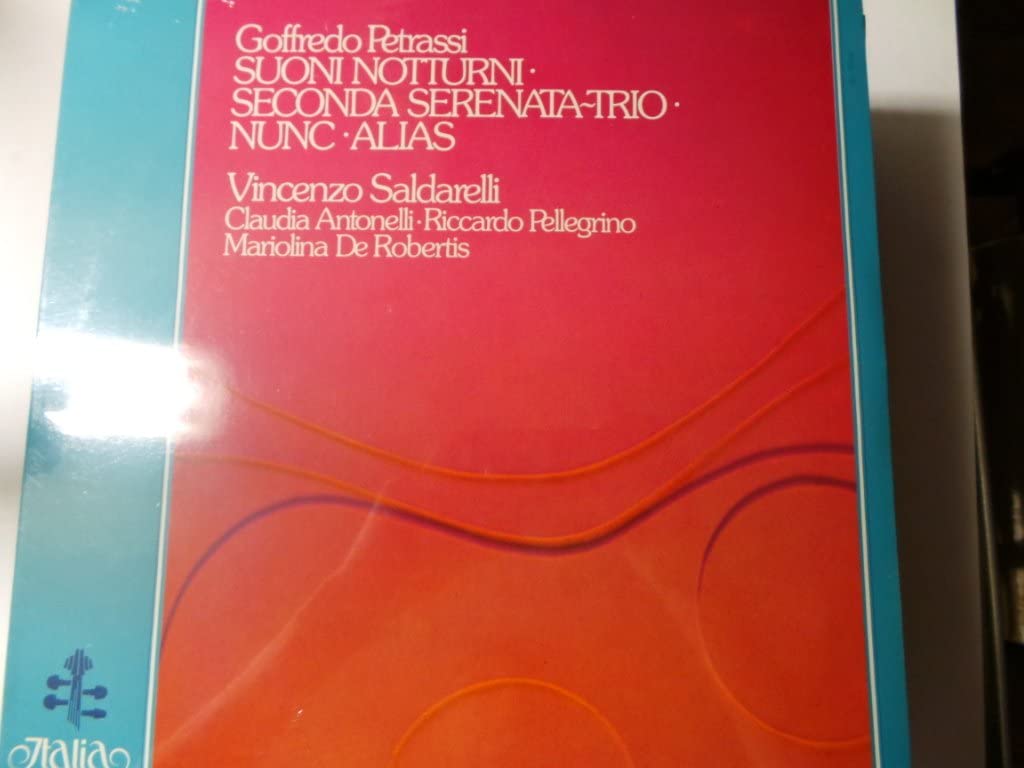 Goffredo Petrassi
SUONI NOTTURNI ·
SECONDA SERENATA~TRIO ·
NUNC · ALIAS
Vincenzo Saldarelli
Claudia Antonelli · Riccardo Pellegrino
Mariolina De Robertis
Italia